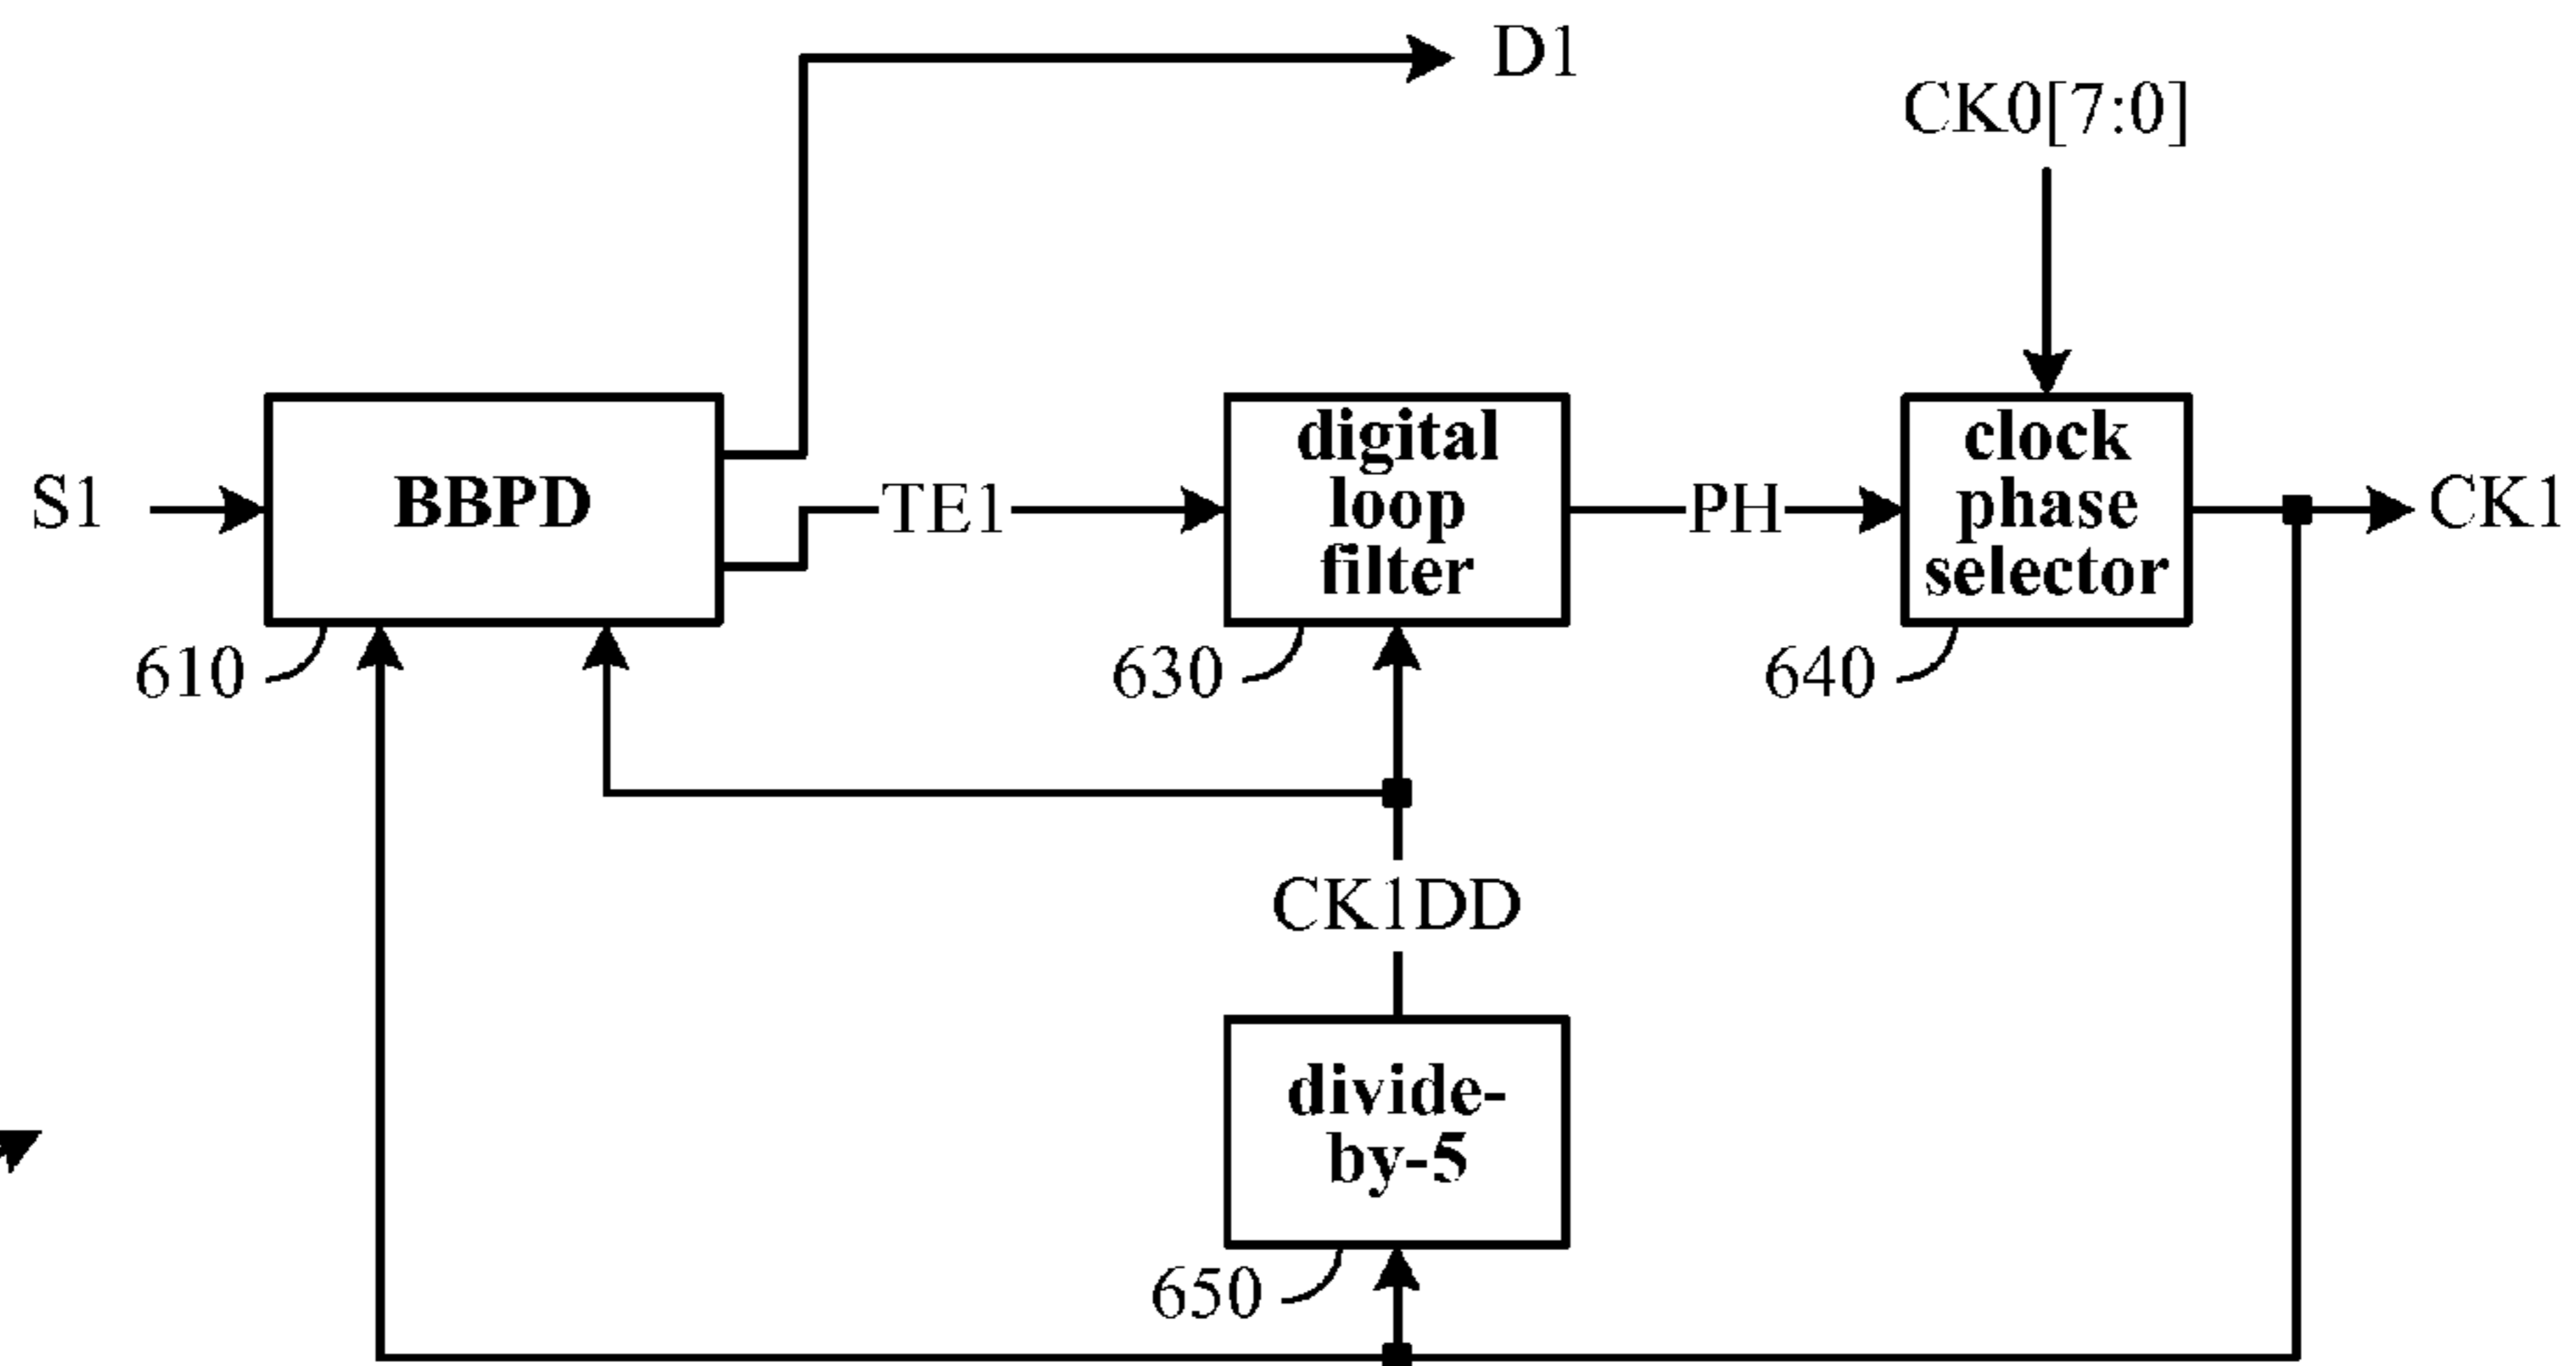 D1
CK0[7:0]
S1
BBPD
TE1
digital
loop
filter
PH
clock
phase
selector
CK1
610
630
640
CK1DD
divide-
by-5
650